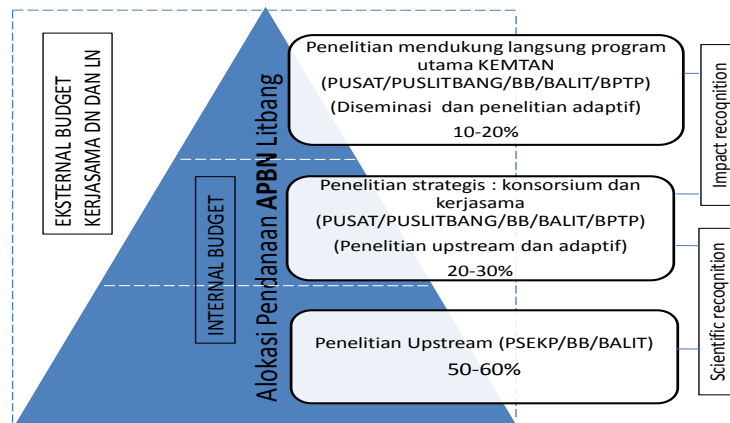 EKSTERNAL BUDGET
KERJASAMA DN DAN LN
INTERNAL BUDGET
Alokasi Pendanaan APBN Litbang
Penelitian mendukung langsung program
utama KEMTAN
(PUSAT/PUSLITBANG/BB/BALIT/BPTP)
(Diseminasi dan penelitian adaptif)
10-20%
Penelitian strategis : konsorsium dan
kerjasama
(PUSAT/PUSLITBANG/BB/BALIT/BPTP)
(Penelitian upstream dan adaptif)
20-30%
Penelitian Upstream (PSEKP/BB/BALIT)
50-60%
Impact recoqnition
Scientific recoqnition